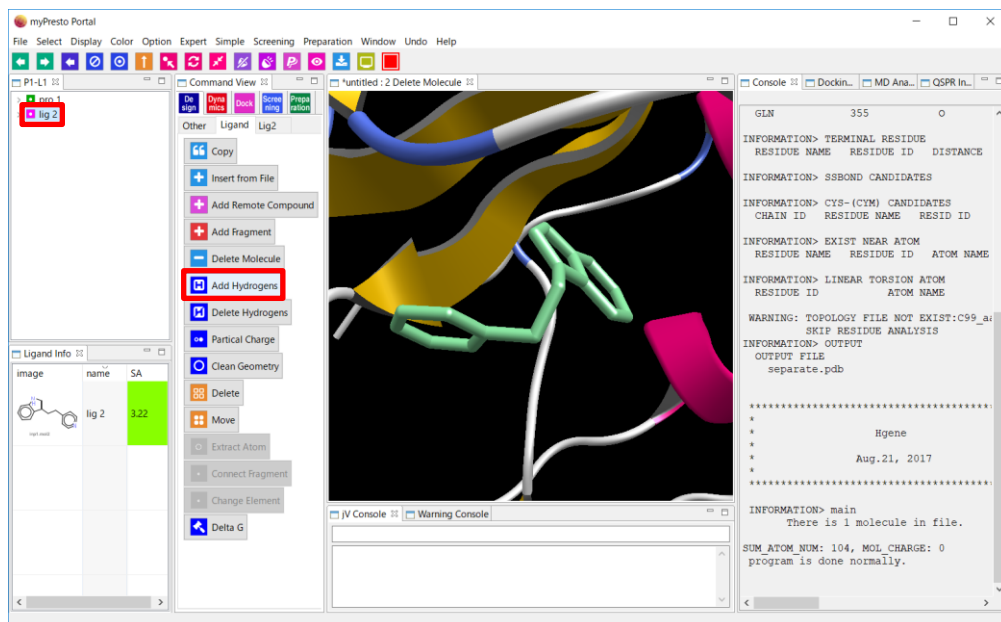 myPresto Portal
File Select Display Color Option Expert Simple Screening Preparation Window Undo Help
P1-L1
pro 1
lig 2
Ligand Info
image name SA
lig 2 3.22
Command View
De sign Dyna mics Dock Scree ning Prepa ration
Other Ligand Lig2
Copy
Insert from File
Add Remote Compound
Add Fragment
Delete Molecule
Add Hydrogens
Delete Hydrogens
Partical Charge
Clean Geometry
Delete
Move
Extract Atom
Connect Fragment
Change Element
Delta G
*untitled : 2 Delete Molecule
jV Console Warning Console
Console Dockin... MD Ana... QSPR In...
GLN 355 O
INFORMATION> TERMINAL RESIDUE
RESIDUE NAME RESIDUE ID DISTANCE
INFORMATION> SSBOND CANDIDATES
INFORMATION> CYS-(CYM) CANDIDATES
CHAIN ID RESIDUE NAME RESID ID
INFORMATION> EXIST NEAR ATOM
RESIDUE NAME RESIDUE ID ATOM NAME
INFORMATION> LINEAR TORSION ATOM
RESIDUE ID ATOM NAME
WARNING: TOPOLOGY FILE NOT EXIST:C99_a
SKIP RESIDUE ANALYSIS
INFORMATION> OUTPUT
OUTPUT FILE
separate.pdb
***************************************
*
* Hgene
*
* Aug.21, 2017
*
***************************************
INFORMATION> main
There is 1 molecule in file.
SUM_ATOM_NUM: 104, MOL_CHARGE: 0
program is done normally.